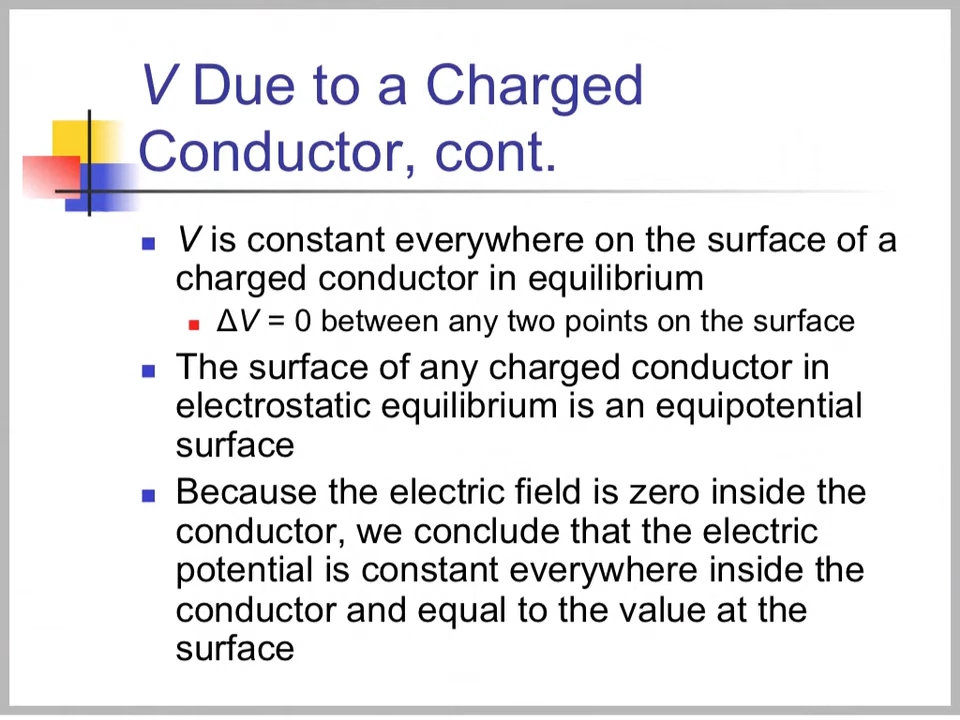 V Due to a Charged
Conductor, cont.
V is constant everywhere on the surface of a
charged conductor in equilibrium
ΔV = 0 between any two points on the surface
The surface of any charged conductor in
electrostatic equilibrium is an equipotential
surface
Because the electric field is zero inside the
conductor, we conclude that the electric
potential is constant everywhere inside the
conductor and equal to the value at the
surface